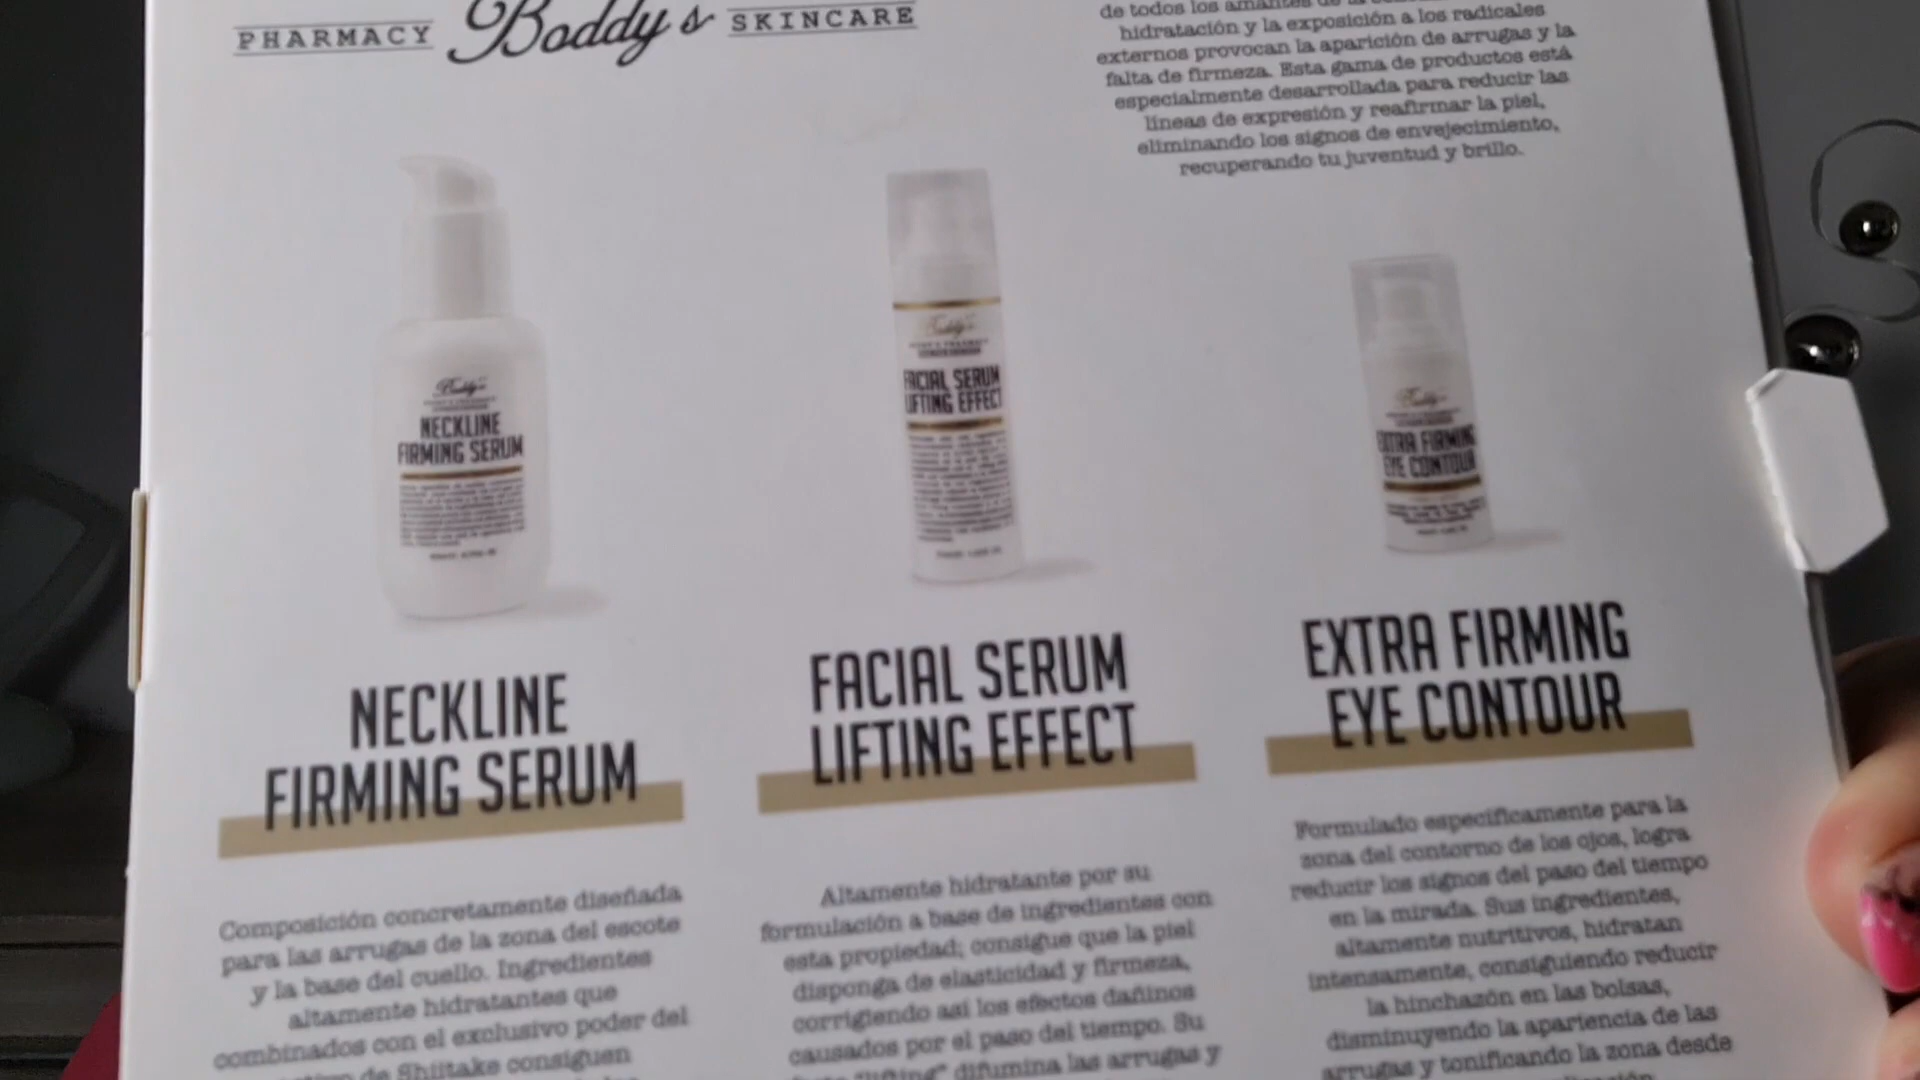 PHARMACY Boddy's SKINCARE
de todos los amantes de la
hidratación y la exposición a los radicales
externos provocan la aparición de arrugas y la
falta de firmeza. Esta gama de productos está
especialmente desarrollada para reducir las
líneas de expresión y reafirmar la piel,
eliminando los signos de envejecimiento,
recuperando tu juventud y brillo.
Boddy's
NECKLINE
FIRMING SERUM
Boddy's
FACIAL SERUM
LIFTING EFFECT
Boddy's
EXTRA FIRMING
EYE CONTOUR
NECKLINE
FIRMING SERUM
Composición concretamente diseñada
para las arrugas de la zona del escote
y la base del cuello. Ingredientes
altamente hidratantes que
combinados con el exclusivo poder del
de Shiitake consiguen
FACIAL SERUM
LIFTING EFFECT
Altamente hidratante por su
formulación a base de ingredientes con
esta propiedad; consigue que la piel
disponga de elasticidad y firmeza,
corrigiendo así los efectos dañinos
causados por el paso del tiempo. Su
"lifting" difumina las arrugas y
EXTRA FIRMING
EYE CONTOUR
Formulado específicamente para la
zona del contorno de los ojos, logra
reducir los signos del paso del tiempo
en la mirada. Sus ingredientes,
altamente nutritivos, hidratan
intensamente, consiguiendo reducir
la hinchazón en las bolsas,
disminuyendo la apariencia de las
arrugas y tonificando la zona desde